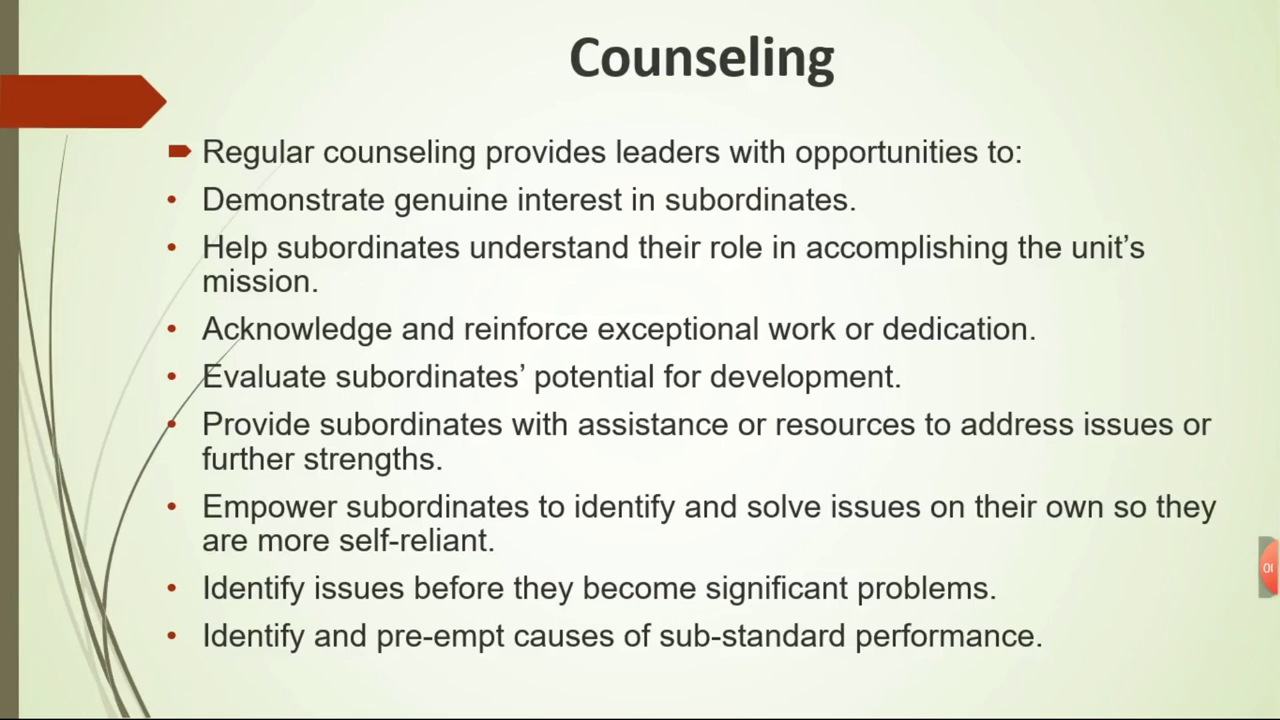 Counseling
Regular counseling provides leaders with opportunities to:
• Demonstrate genuine interest in subordinates.
• Help subordinates understand their role in accomplishing the unit’s
mission.
• Acknowledge and reinforce exceptional work or dedication.
• Evaluate subordinates’ potential for development.
• Provide subordinates with assistance or resources to address issues or
further strengths.
• Empower subordinates to identify and solve issues on their own so they
are more self-reliant.
• Identify issues before they become significant problems.
• Identify and pre-empt causes of sub-standard performance.